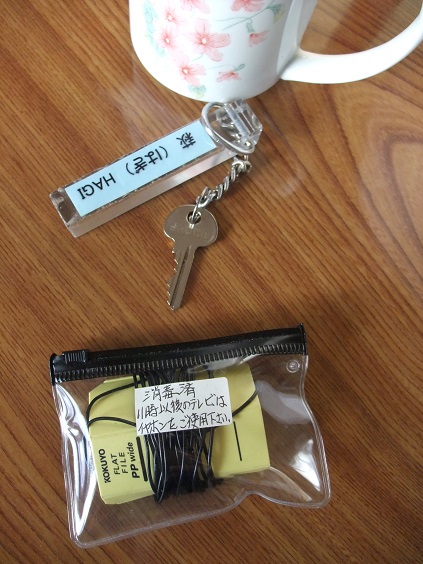 萩(はぎ) HAGI
消毒済
11時以後のテレビは
イヤホンをご使用下さい。
KOKUYO
FLAT
FILE
PP wide